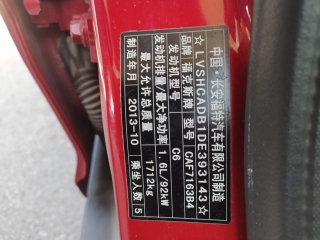 中国·长安福特汽车有限公司制造
☆LVSHCADB1DE393143☆
品牌 福克斯牌 型号 CAF7163B4
发动机型号 C6
发动机排量/最大净功率 1.6L/92kW
最大允许总质量 1712kg
制造年月 2013-10 乘坐人数 5